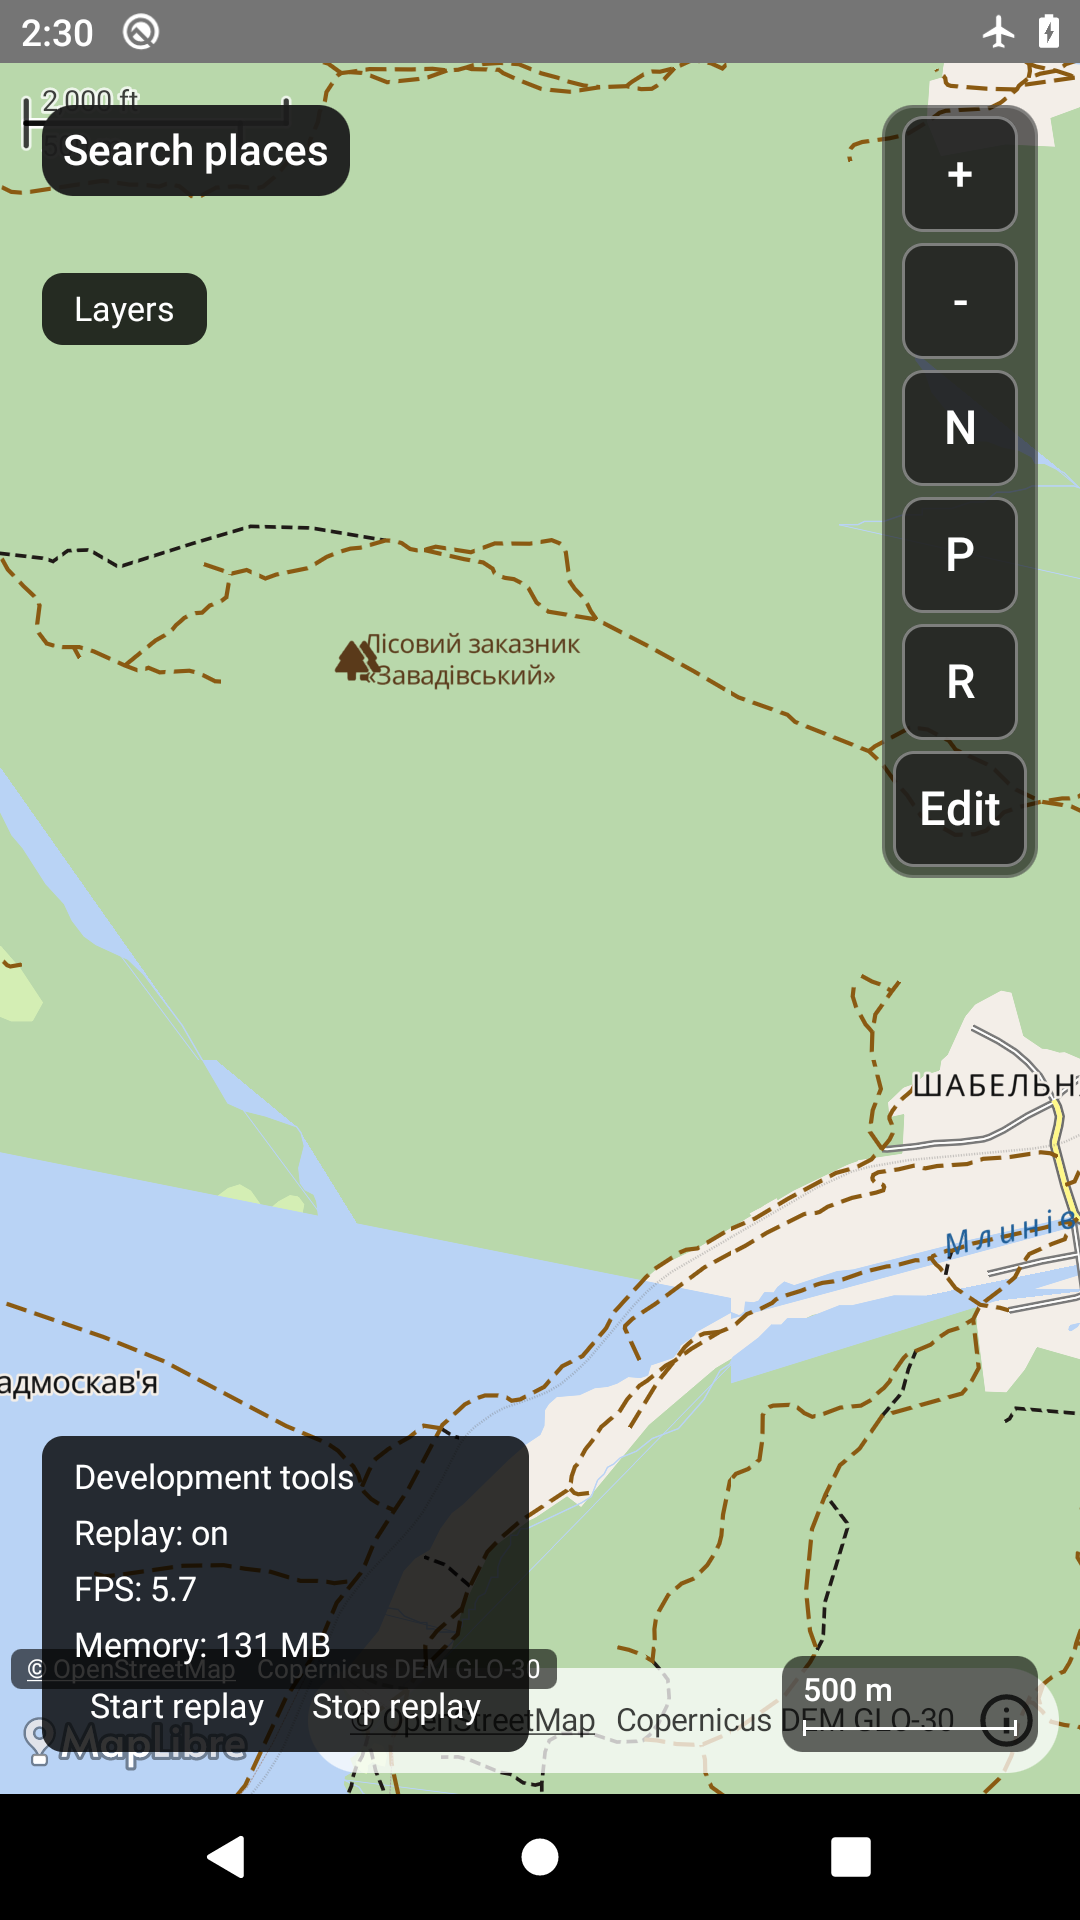 2:30
2,000 ft
Search places
+
Layers
-
N
P
R
Edit
Лісовий заказник
«Завадівський»
ШАБЕЛЬН
Млинів
адмоскав'я
Development tools
Replay: on
FPS: 5.7
Memory: 131 MB
© OpenStreetMap Copernicus DEM GLO-30
Start replay Stop replay
500 m
© OpenStreetMap Copernicus DEM GLO-30
MapLibre